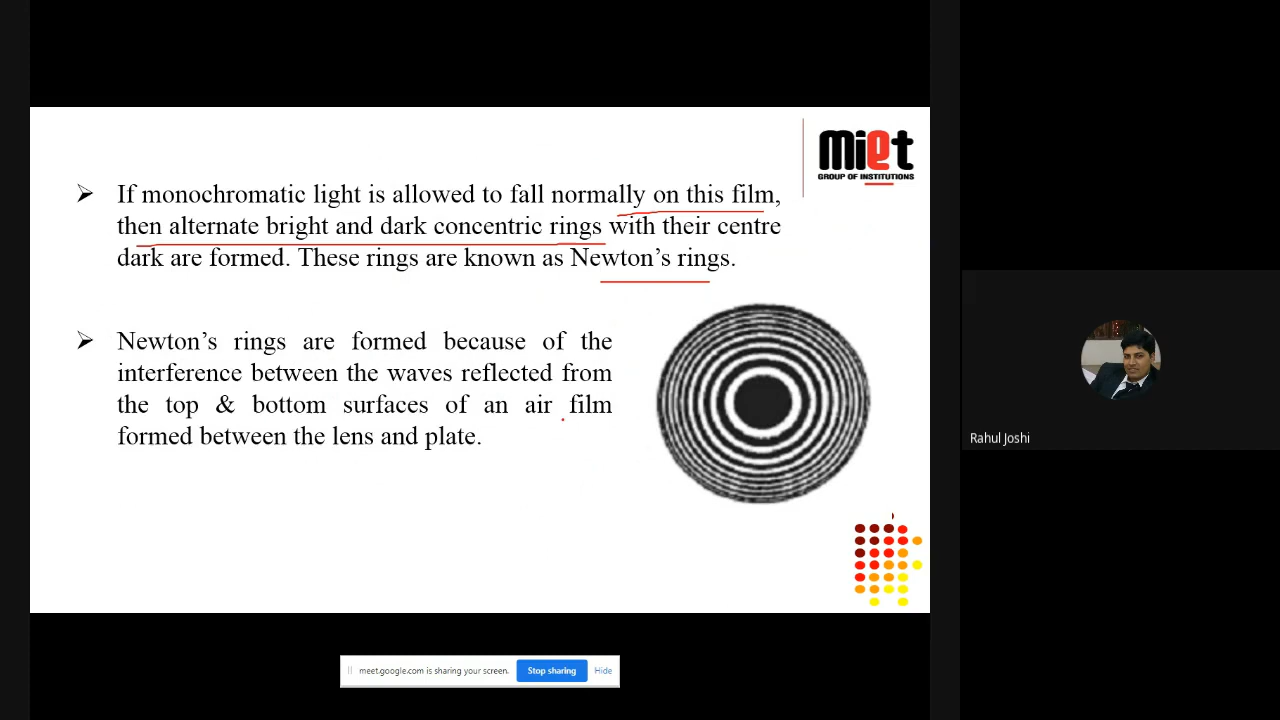 miet
GROUP OF INSTITUTIONS
➢ If monochromatic light is allowed to fall normally on this film,
then alternate bright and dark concentric rings with their centre
dark are formed. These rings are known as Newton’s rings.
➢ Newton’s rings are formed because of the
interference between the waves reflected from
the top & bottom surfaces of an air film
formed between the lens and plate.
Rahul Joshi
meet.google.com is sharing your screen. Stop sharing Hide